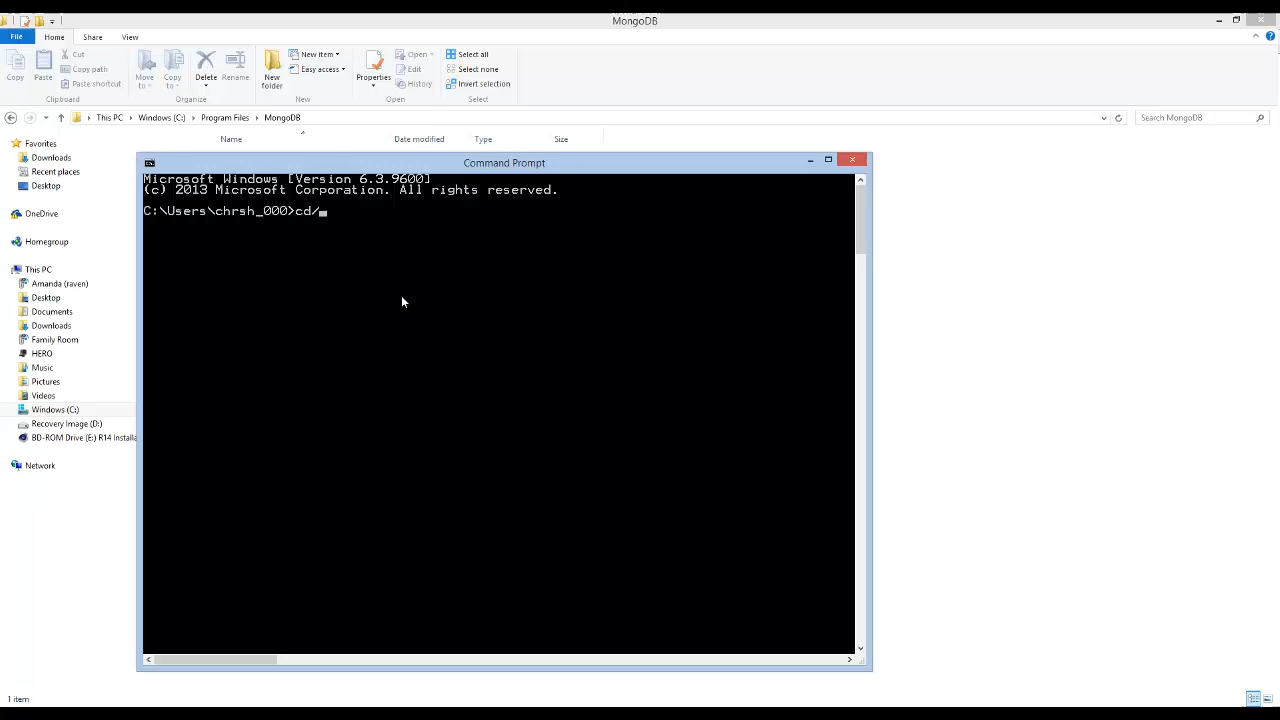 MongoDB
File Home Share View
Cut
Copy path
Paste shortcut
Copy Paste
Clipboard
Move to Copy to Delete Rename
Organize
New item
Easy access
New folder
New
Properties
Open
Edit
History
Open
Select all
Select none
Invert selection
Select
This PC Windows (C:) Program Files MongoDB
Search MongoDB
Name Date modified Type Size
Favorites
Downloads
Recent places
Desktop
OneDrive
Homegroup
This PC
Amanda (raven)
Desktop
Documents
Downloads
Family Room
HERO
Music
Pictures
Videos
Windows (C:)
Recovery Image (D:)
BD-ROM Drive (E:) R14 Installa
Network
1 item
Command Prompt
Microsoft Windows [Version 6.3.9600]
(c) 2013 Microsoft Corporation. All rights reserved.
C:\Users\chrsh_000>cd/